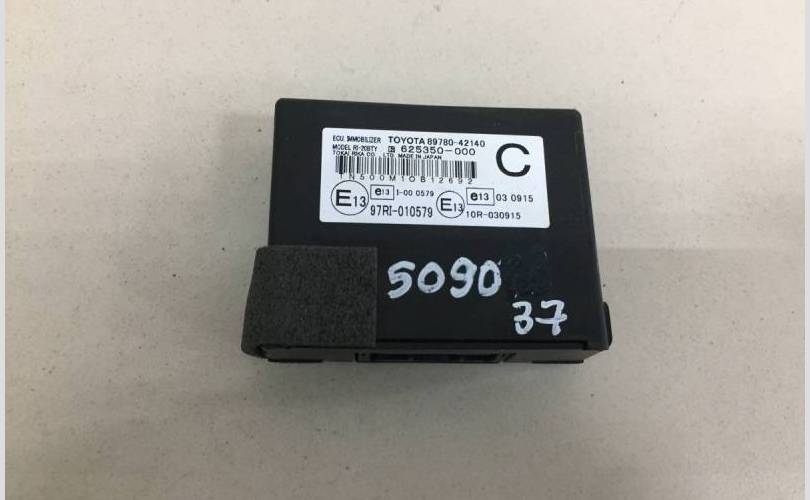 ECU, IMMOBILIZER TOYOTA 89780-42140
MODEL RI-20BTY 625350-000
TOKAI RIKA CO., LTD. MADE IN JAPAN
C
1N500M10B12692
E13 e13 1-00 0579 E13 e13 03 0915
97RI-010579 10R-030915
5090
37